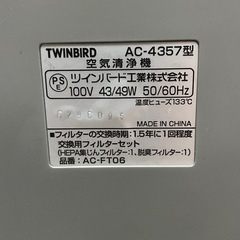 TWINBIRD AC-4357型
空気清浄機
PSE ツインバード工業株式会社
100V 43/49W 50/60Hz
温度ヒューズ133℃
MADE IN CHINA
■フィルターの交換時期:1.5年に1回程度
交換用フィルターセット
(HEPA集じんフィルター:1、脱臭フィルター:1)
品番:AC-FT06